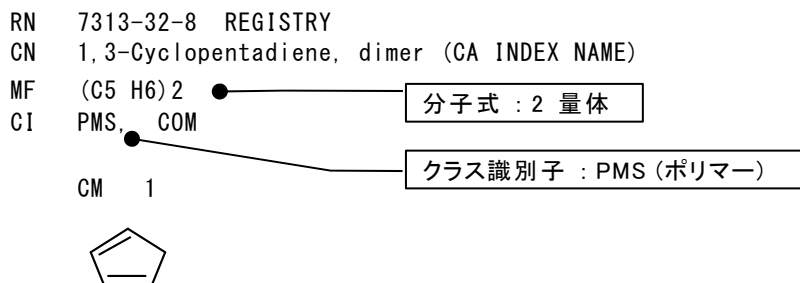 RN 7313-32-8 REGISTRY
CN 1,3-Cyclopentadiene, dimer (CA INDEX NAME)
MF (C5 H6)2
分子式 : 2 量体
CI PMS, COM
クラス識別子 : PMS (ポリマー)
CM 1